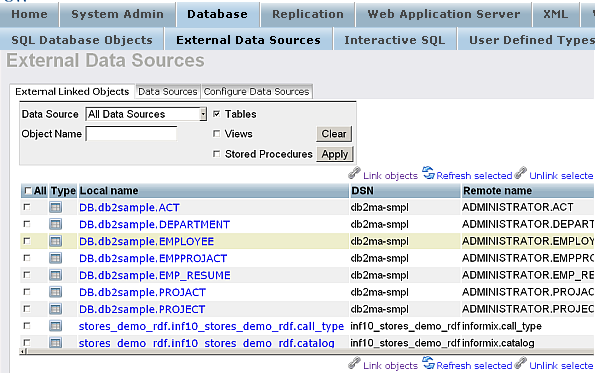 Home System Admin Database Replication Web Application Server XML
SQL Database Objects External Data Sources Interactive SQL User Defined Types
External Data Sources
External Linked Objects Data Sources Configure Data Sources
Data Source All Data Sources Tables
Object Name Views Clear
Stored Procedures Apply
Link objects Refresh selected Unlink selecte
All Type Local name DSN Remote name
DB.db2sample.ACT db2ma-smpl ADMINISTRATOR.ACT
DB.db2sample.DEPARTMENT db2ma-smpl ADMINISTRATOR.DEPART
DB.db2sample.EMPLOYEE db2ma-smpl ADMINISTRATOR.EMPLOY
DB.db2sample.EMPPROJACT db2ma-smpl ADMINISTRATOR.EMPPRO
DB.db2sample.EMP_RESUME db2ma-smpl ADMINISTRATOR.EMP_RE
DB.db2sample.PROJACT db2ma-smpl ADMINISTRATOR.PROJAC
DB.db2sample.PROJECT db2ma-smpl ADMINISTRATOR.PROJEC
stores_demo_rdf.inf10_stores_demo_rdf.call_type inf10_stores_demo_rdf informix.call_type
stores_demo_rdf.inf10_stores_demo_rdf.catalog inf10_stores_demo_rdf informix.catalog
Link objects Refresh selected Unlink selecte